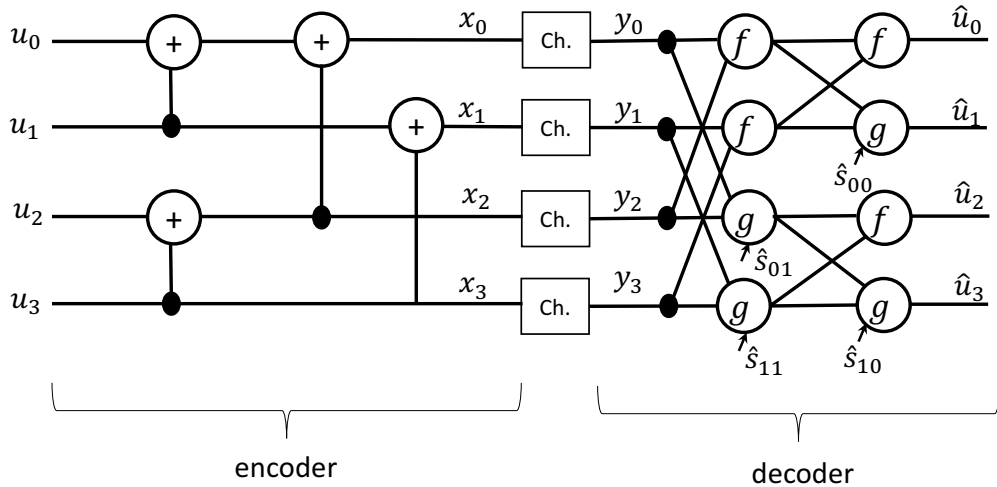 u₀ + + x₀ Ch. y₀ f f û₀
u₁ + x₁ Ch. y₁ f g û₁
ŝ₀₀
u₂ + x₂ Ch. y₂ g f û₂
ŝ₀₁
u₃ x₃ Ch. y₃ g g û₃
ŝ₁₁ ŝ₁₀
encoder decoder